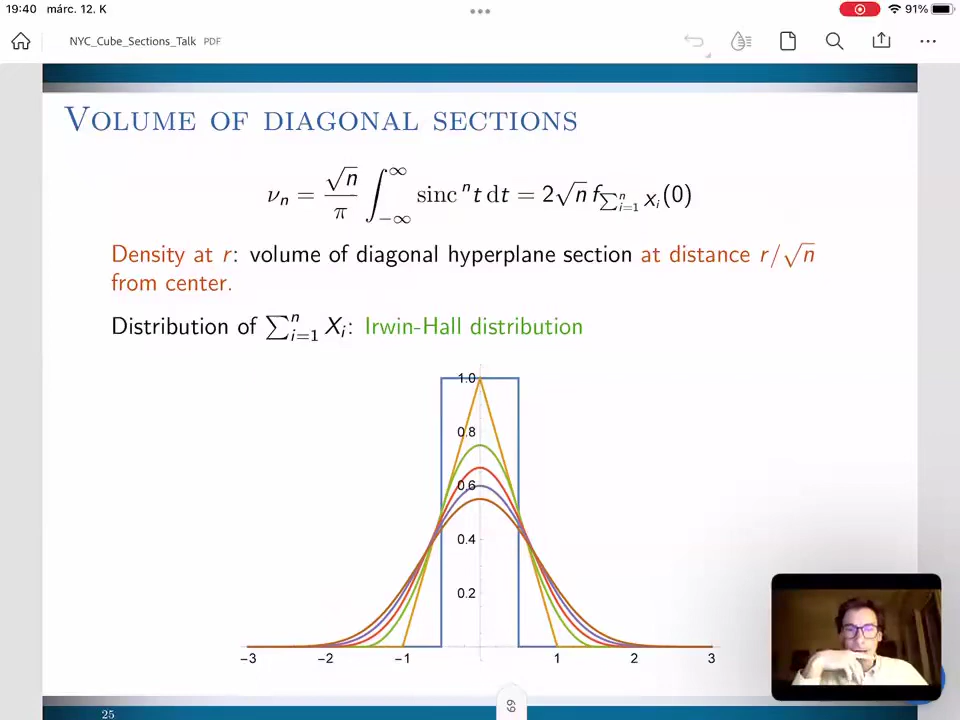 19:40 márc. 12. K
91%
NYC_Cube_Sections_Talk PDF
VOLUME OF DIAGONAL SECTIONS
νₙ = √n/π ∫_{−∞}^{∞} sinc ⁿ t dt = 2√n f_{∑_{i=1}^{n} X_i}(0)
Density at r: volume of diagonal hyperplane section at distance r/√n
from center.
Distribution of ∑_{i=1}^{n} X_i: Irwin-Hall distribution
1.0
0.8
0.6
0.4
0.2
−3 −2 −1 1 2 3
25
69